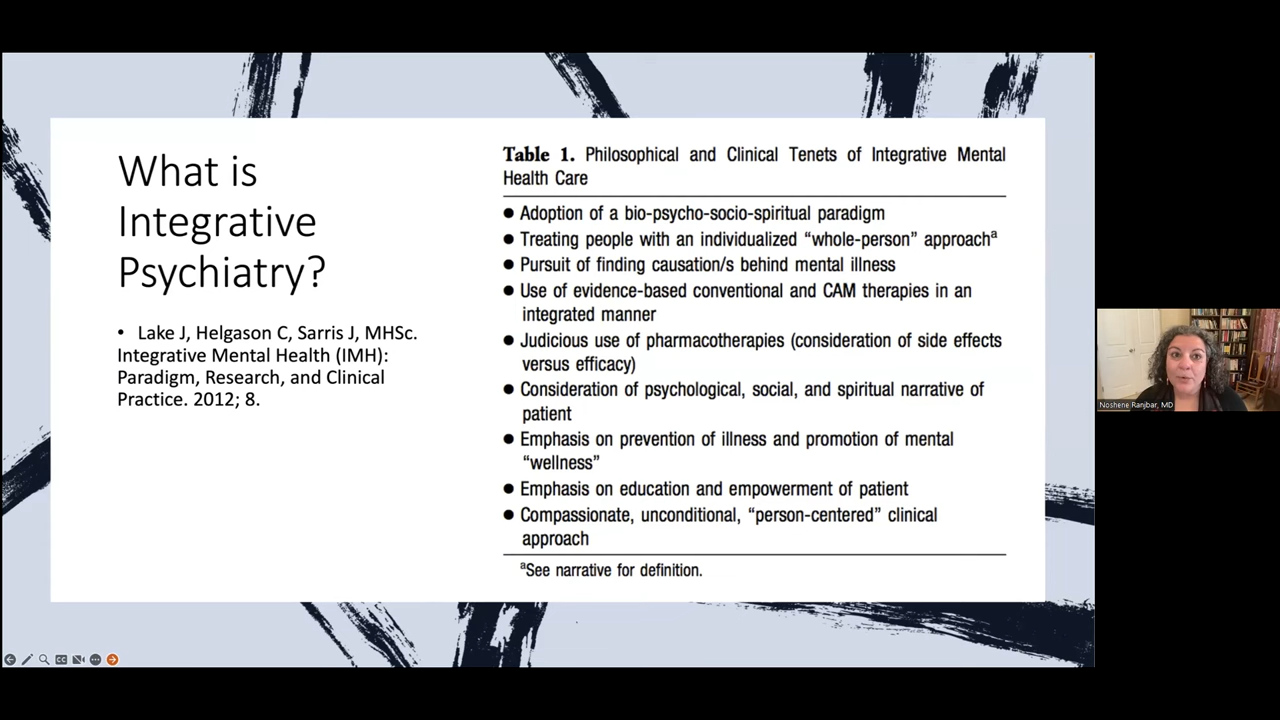 What is
Integrative
Psychiatry?
• Lake J, Helgason C, Sarris J, MHSc.
Integrative Mental Health (IMH):
Paradigm, Research, and Clinical
Practice. 2012; 8.
Table 1. Philosophical and Clinical Tenets of Integrative Mental
Health Care
● Adoption of a bio-psycho-socio-spiritual paradigm
● Treating people with an individualized “whole-person” approachᵃ
● Pursuit of finding causation/s behind mental illness
● Use of evidence-based conventional and CAM therapies in an
integrated manner
● Judicious use of pharmacotherapies (consideration of side effects
versus efficacy)
● Consideration of psychological, social, and spiritual narrative of
patient
● Emphasis on prevention of illness and promotion of mental
“wellness”
● Emphasis on education and empowerment of patient
● Compassionate, unconditional, “person-centered” clinical
approach
ᵃSee narrative for definition.
Noshene Ranjbar, MD
CC